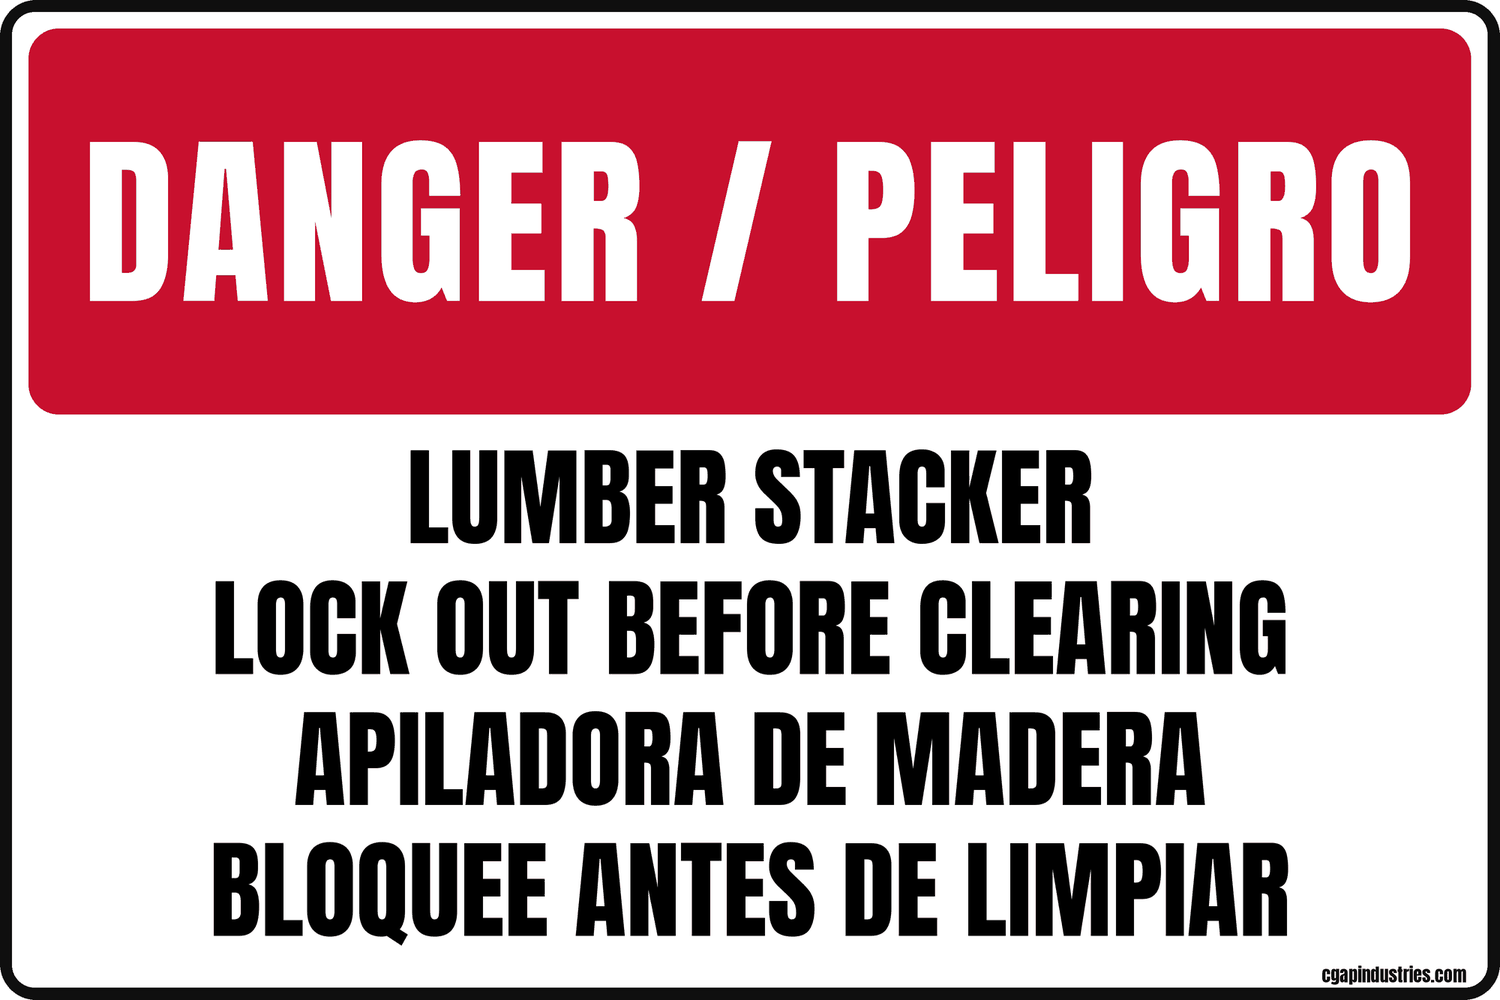 DANGER / PELIGRO
LUMBER STACKER
LOCK OUT BEFORE CLEARING
APILADORA DE MADERA
BLOQUEE ANTES DE LIMPIAR
cgapindustries.com